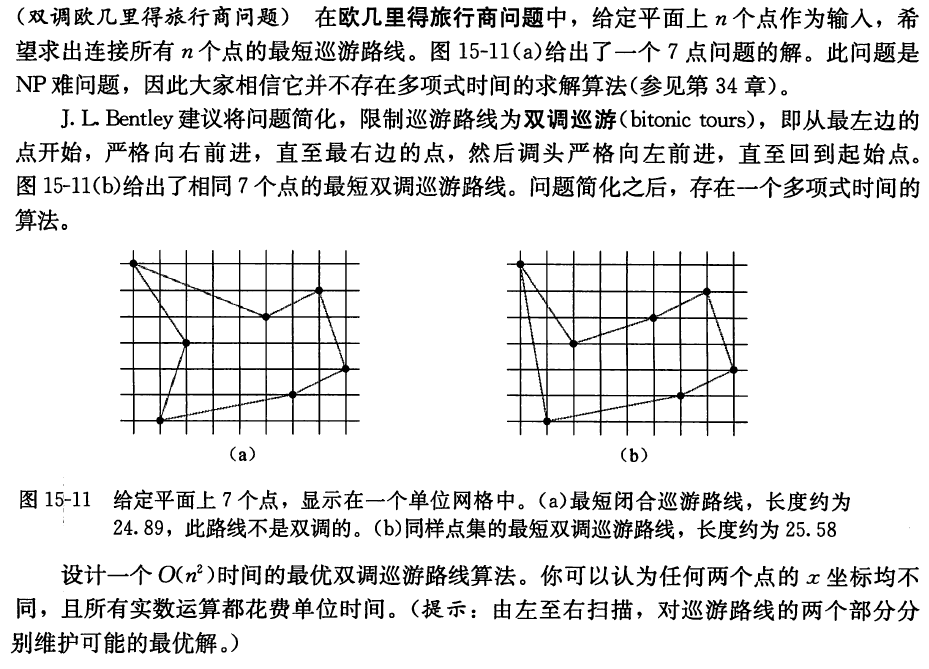 (双调欧几里得旅行商问题) 在欧几里得旅行商问题中，给定平面上 n 个点作为输入，希
望求出连接所有 n 个点的最短巡游路线。图 15-11(a)给出了一个 7 点问题的解。此问题是
NP 难问题，因此大家相信它并不存在多项式时间的求解算法(参见第 34 章)。
J. L. Bentley 建议将问题简化，限制巡游路线为双调巡游(bitonic tours)，即从最左边的
点开始，严格向右前进，直至最右边的点，然后调头严格向左前进，直至回到起始点。
图 15-11(b)给出了相同 7 个点的最短双调巡游路线。问题简化之后，存在一个多项式时间的
算法。
(a)
(b)
图 15-11 给定平面上 7 个点，显示在一个单位网格中。(a)最短闭合巡游路线，长度约为
24.89，此路线不是双调的。(b)同样点集的最短双调巡游路线，长度约为 25.58
设计一个 O(n²)时间的最优双调巡游路线算法。你可以认为任何两个点的 x 坐标均不
同，且所有实数运算都花费单位时间。(提示：由左至右扫描，对巡游路线的两个部分分
别维护可能的最优解。)